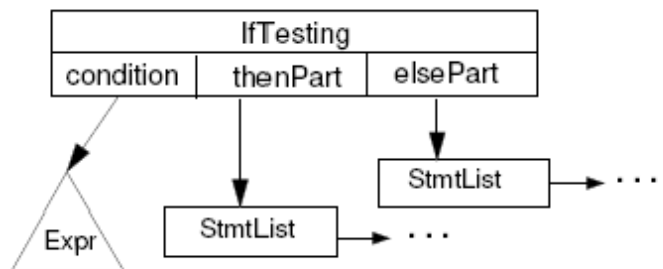 IfTesting
condition thenPart elsePart
StmtList . . .
StmtList . . .
Expr